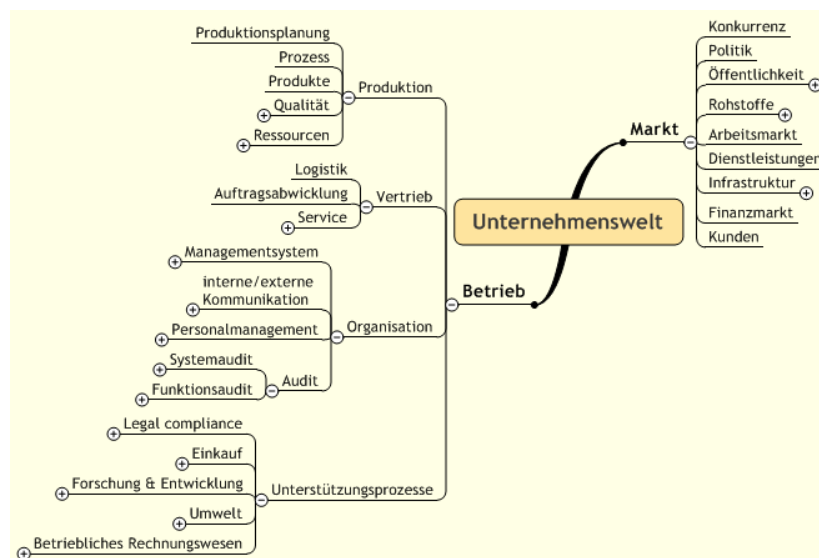 Unternehmenswelt
Markt
Konkurrenz
Politik
Öffentlichkeit
Rohstoffe
Arbeitsmarkt
Dienstleistungen
Infrastruktur
Finanzmarkt
Kunden
Betrieb
Produktion
Produktionsplanung
Prozess
Produkte
Qualität
Ressourcen
Vertrieb
Logistik
Auftragsabwicklung
Service
Organisation
Managementsystem
interne/externe
Kommunikation
Personalmanagement
Audit
Systemaudit
Funktionsaudit
Unterstützungsprozesse
Legal compliance
Einkauf
Forschung & Entwicklung
Umwelt
Betriebliches Rechnungswesen